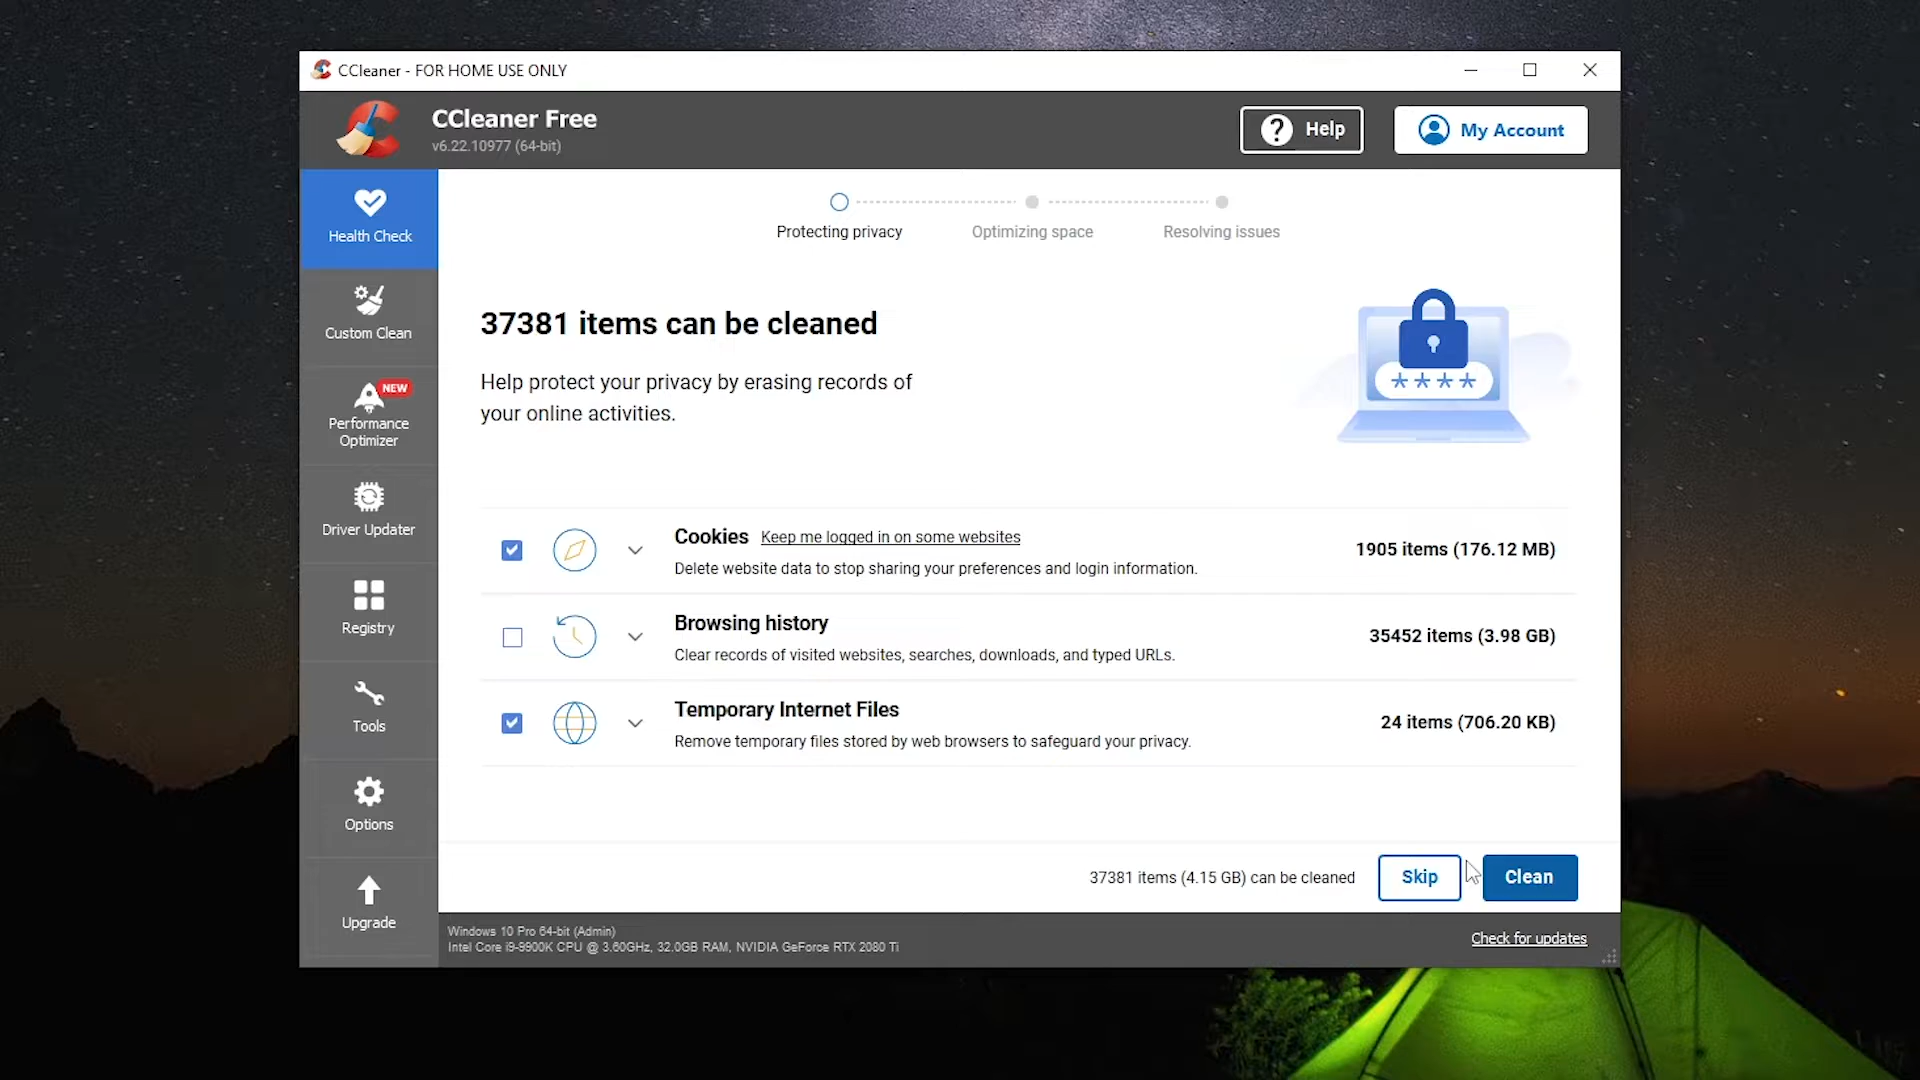 CCleaner - FOR HOME USE ONLY
CCleaner Free
v6.22.10977 (64-bit)
Help
My Account
Health Check
Custom Clean
NEW
Performance
Optimizer
Driver Updater
Registry
Tools
Options
Upgrade
Protecting privacy
Optimizing space
Resolving issues
37381 items can be cleaned
Help protect your privacy by erasing records of
your online activities.
****
Cookies Keep me logged in on some websites
Delete website data to stop sharing your preferences and login information.
1905 items (176.12 MB)
Browsing history
Clear records of visited websites, searches, downloads, and typed URLs.
35452 items (3.98 GB)
Temporary Internet Files
Remove temporary files stored by web browsers to safeguard your privacy.
24 items (706.20 KB)
37381 items (4.15 GB) can be cleaned
Skip
Clean
Windows 10 Pro 64-bit (Admin)
Intel Core i9-9900K CPU @ 3.60GHz, 32.0GB RAM, NVIDIA GeForce RTX 2080 Ti
Check for updates